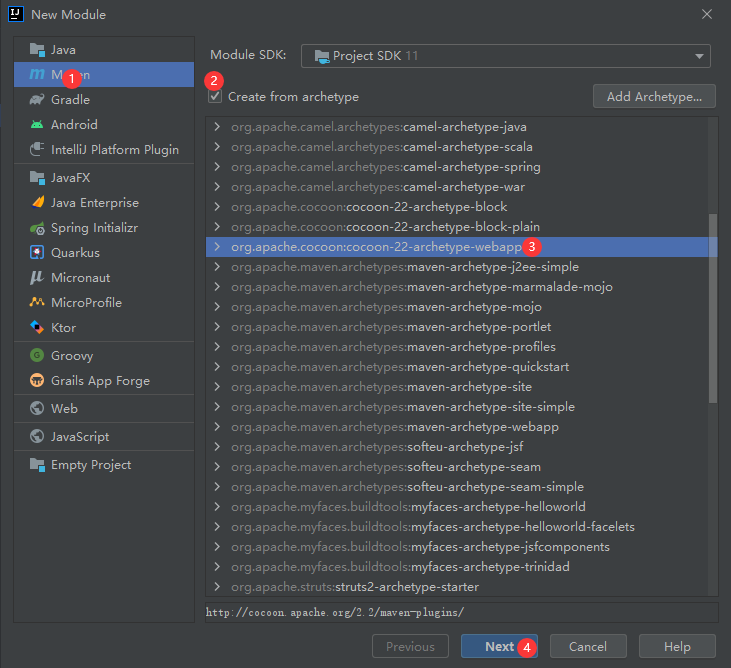 New Module
Java
Maven
1
Gradle
Android
IntelliJ Platform Plugin
JavaFX
Java Enterprise
Spring Initializr
Quarkus
Micronaut
MicroProfile
Ktor
Groovy
Grails App Forge
Web
JavaScript
Empty Project
Module SDK:
Project SDK 11
2
Create from archetype
Add Archetype...
org.apache.camel.archetypes:camel-archetype-java
org.apache.camel.archetypes:camel-archetype-scala
org.apache.camel.archetypes:camel-archetype-spring
org.apache.camel.archetypes:camel-archetype-war
org.apache.cocoon:cocoon-22-archetype-block
org.apache.cocoon:cocoon-22-archetype-block-plain
org.apache.cocoon:cocoon-22-archetype-webapp 3
org.apache.maven.archetypes:maven-archetype-j2ee-simple
org.apache.maven.archetypes:maven-archetype-marmalade-mojo
org.apache.maven.archetypes:maven-archetype-mojo
org.apache.maven.archetypes:maven-archetype-portlet
org.apache.maven.archetypes:maven-archetype-profiles
org.apache.maven.archetypes:maven-archetype-quickstart
org.apache.maven.archetypes:maven-archetype-site
org.apache.maven.archetypes:maven-archetype-site-simple
org.apache.maven.archetypes:maven-archetype-webapp
org.apache.maven.archetypes:softeu-archetype-jsf
org.apache.maven.archetypes:softeu-archetype-seam
org.apache.maven.archetypes:softeu-archetype-seam-simple
org.apache.myfaces.buildtools:myfaces-archetype-helloworld
org.apache.myfaces.buildtools:myfaces-archetype-helloworld-facelets
org.apache.myfaces.buildtools:myfaces-archetype-jsfcomponents
org.apache.myfaces.buildtools:myfaces-archetype-trinidad
org.apache.struts:struts2-archetype-starter
http://cocoon.apache.org/2.2/maven-plugins/
Previous
Next 4
Cancel
Help